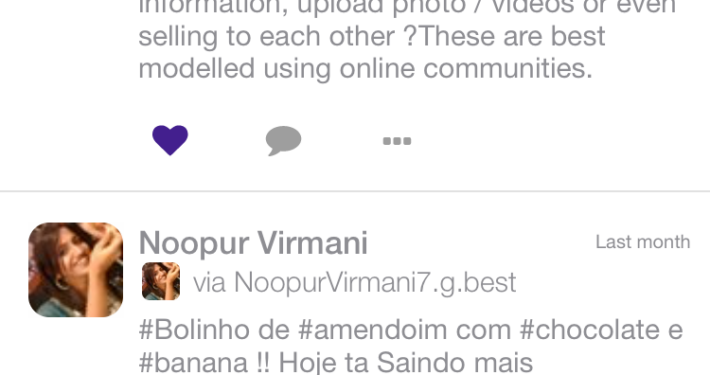 information, upload photo / videos or even
selling to each other ?These are best
modelled using online communities.
Noopur Virmani
Last month
via NoopurVirmani7.g.best
#Bolinho de #amendoim com #chocolate e
#banana !! Hoje ta Saindo mais